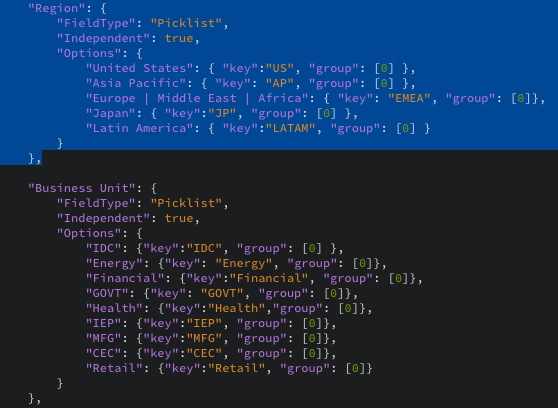 "Region": {
"FieldType": "Picklist",
"Independent": true,
"Options": {
"United States": { "key":"US", "group": [0] },
"Asia Pacific": { "key": "AP", "group": [0] },
"Europe | Middle East | Africa": { "key": "EMEA", "group": [0]},
"Japan": { "key":"JP", "group": [0] },
"Latin America": { "key":"LATAM", "group": [0] }
}
},
"Business Unit": {
"FieldType": "Picklist",
"Independent": true,
"Options": {
"IDC": {"key":"IDC", "group": [0] },
"Energy": {"key": "Energy", "group": [0]},
"Financial": {"key":"Financial", "group": [0]},
"GOVT": {"key": "GOVT", "group": [0]},
"Health": {"key":"Health","group": [0]},
"IEP": {"key":"IEP", "group": [0]},
"MFG": {"key":"MFG", "group": [0]},
"CEC": {"key":"CEC", "group": [0]},
"Retail": {"key":"Retail", "group": [0]}
}
},